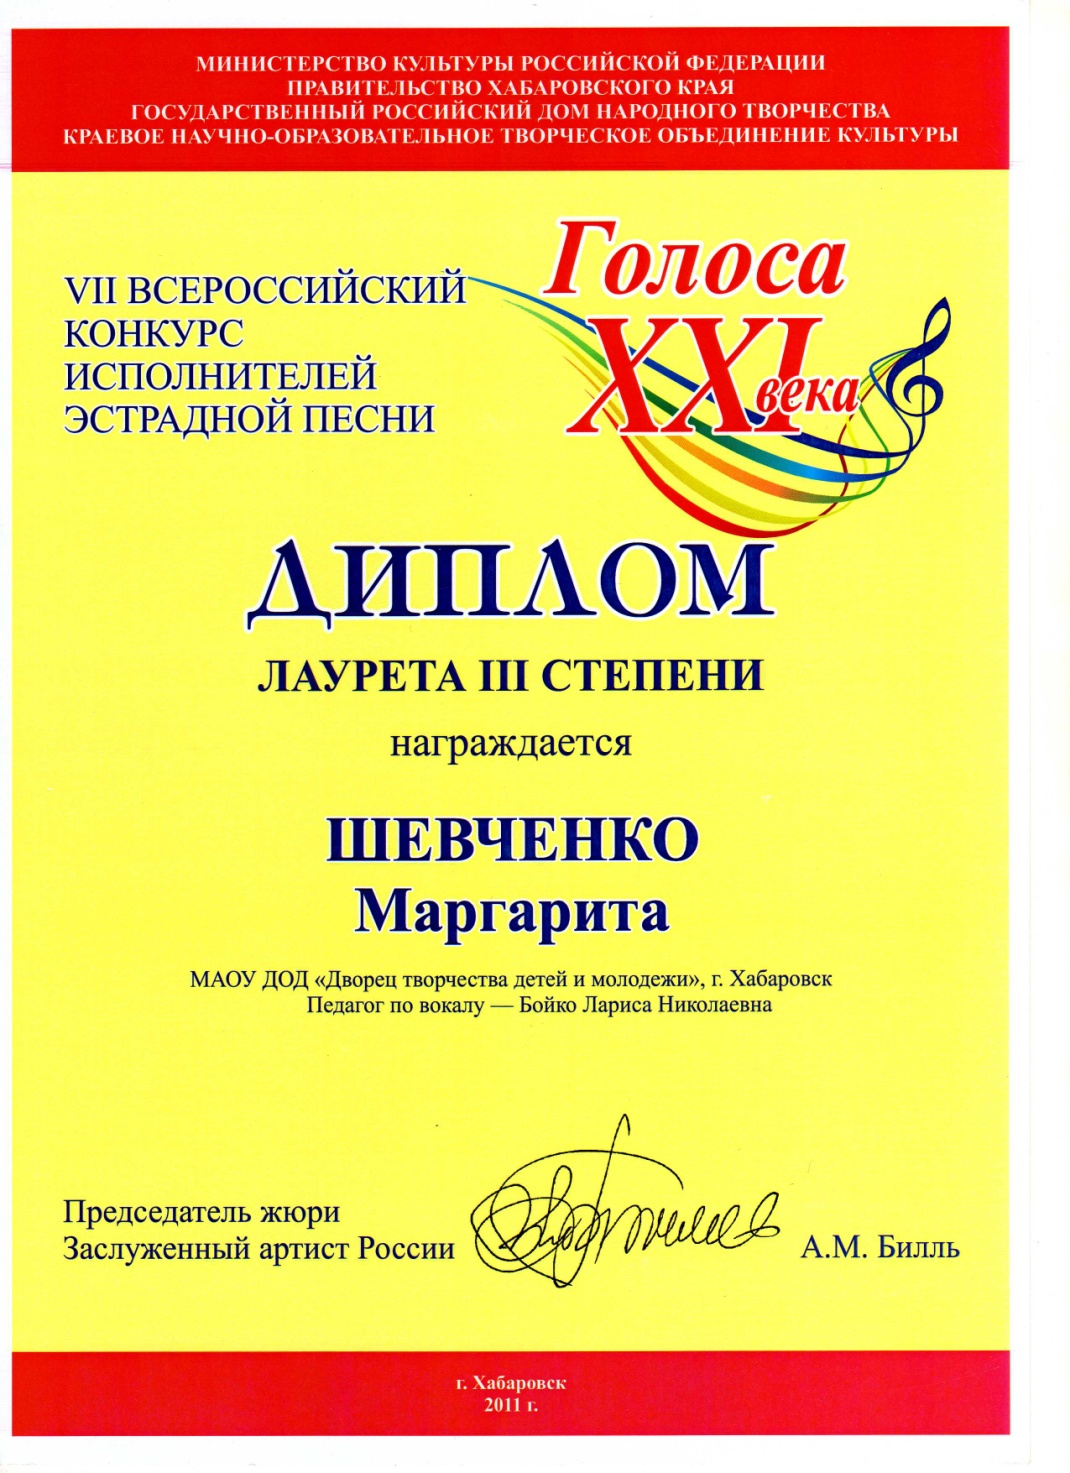 МИНИСТЕРСТВО КУЛЬТУРЫ РОССИЙСКОЙ ФЕДЕРАЦИИ
ПРАВИТЕЛЬСТВО ХАБАРОВСКОГО КРАЯ
ГОСУДАРСТВЕННЫЙ РОССИЙСКИЙ ДОМ НАРОДНОГО ТВОРЧЕСТВА
КРАЕВОЕ НАУЧНО-ОБРАЗОВАТЕЛЬНОЕ ТВОРЧЕСКОЕ ОБЪЕДИНЕНИЕ КУЛЬТУРЫ
VII ВСЕРОССИЙСКИЙ
КОНКУРС
ИСПОЛНИТЕЛЕЙ
ЭСТРАДНОЙ ПЕСНИ
Голоса
XXI
века
ДИПЛОМ
ЛАУРЕТА III СТЕПЕНИ
награждается
ШЕВЧЕНКО
Маргарита
МАОУ ДОД «Дворец творчества детей и молодежи», г. Хабаровск
Педагог по вокалу — Бойко Лариса Николаевна
Председатель жюри
Заслуженный артист России
А.М. Билль
г. Хабаровск
2011 г.